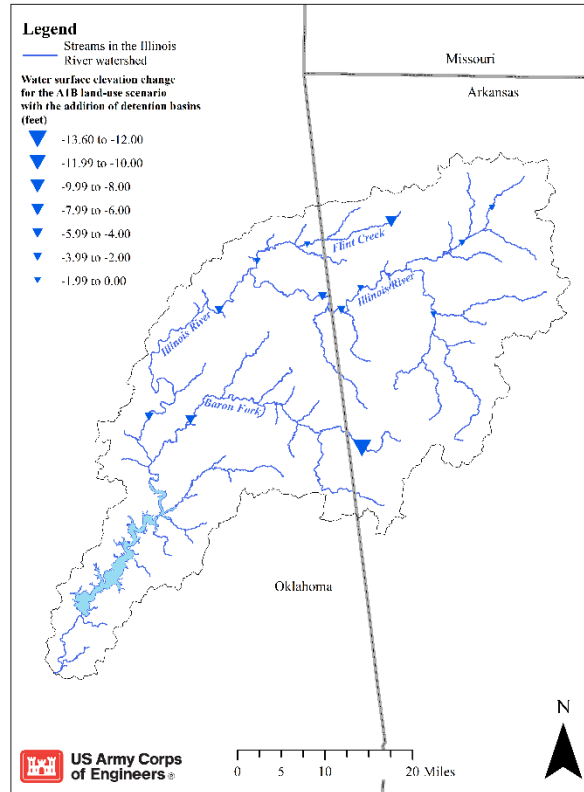 Legend
Streams in the Illinois
River watershed
Water surface elevation change
for the A1B land-use scenario
with the addition of detention basins
(feet)
-13.60 to -12.00
-11.99 to -10.00
-9.99 to -8.00
-7.99 to -6.00
-5.99 to -4.00
-3.99 to -2.00
-1.99 to 0.00
Missouri
Arkansas
Flint Creek
Illinois River
Illinois River
Baron Fork
Oklahoma
N
US Army Corps
of Engineers®
0 5 10 20 Miles